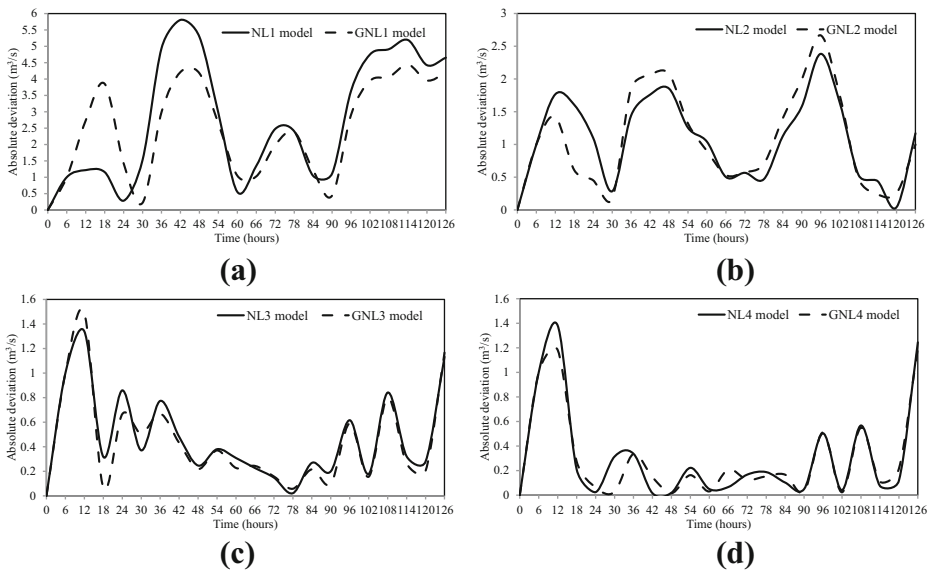 6
5.5
5
4.5
4
3.5
3
2.5
2
1.5
1
0.5
0
Absolute deviation (m³/s)
NL1 model
GNL1 model
0 6 12 18 24 30 36 42 48 54 60 66 72 78 84 90 96 102108114120126
Time (hours)
(a)
3
2.5
2
1.5
1
0.5
0
Absolute deviation (m³/s)
NL2 model
GNL2 model
0 6 12 18 24 30 36 42 48 54 60 66 72 78 84 90 96 102108114120126
Time (hours)
(b)
1.6
1.4
1.2
1
0.8
0.6
0.4
0.2
0
Absolute deviation (m³/s)
NL3 model
GNL3 model
0 6 12 18 24 30 36 42 48 54 60 66 72 78 84 90 96 102108114120126
Time (hours)
(c)
1.6
1.4
1.2
1
0.8
0.6
0.4
0.2
0
Absolute deviation (m³/s)
NL4 model
GNL4 model
0 6 12 18 24 30 36 42 48 54 60 66 72 78 84 90 96 102108114120126
Time (hours)
(d)